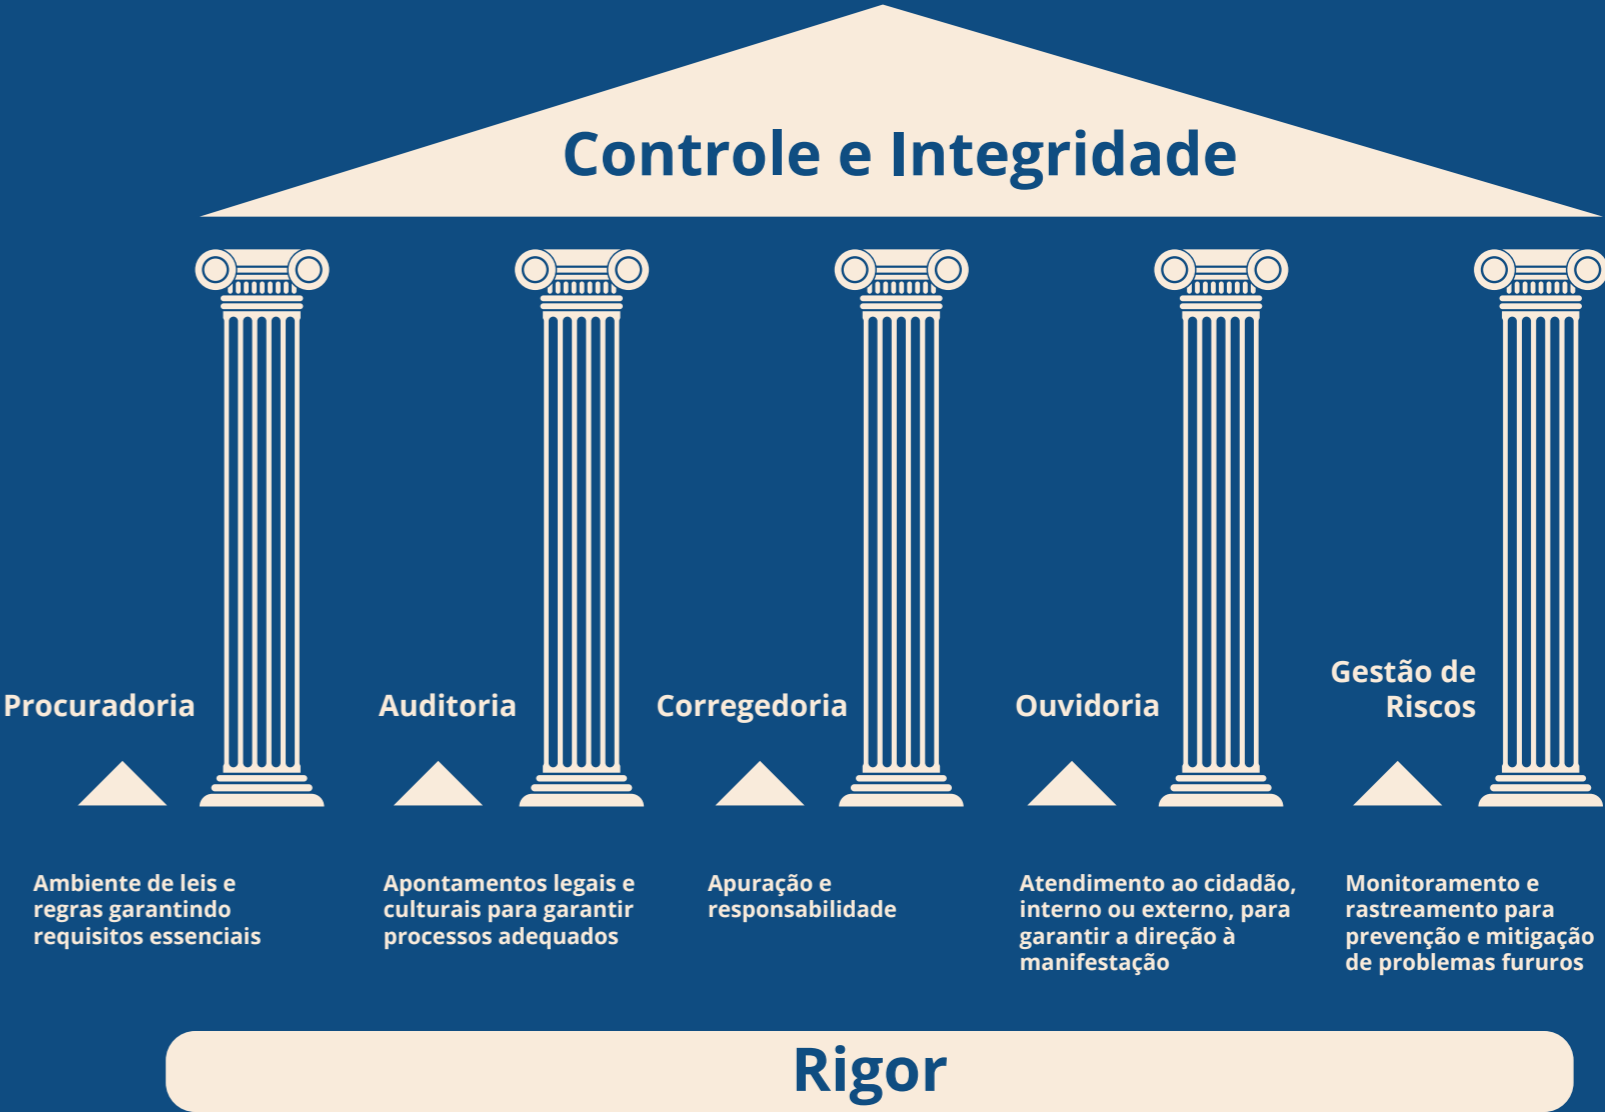 Controle e Integridade
Procuradoria
Auditoria
Corregedoria
Ouvidoria
Gestão de
Riscos
Ambiente de leis e
regras garantindo
requisitos essenciais
Apontamentos legais e
culturais para garantir
processos adequados
Apuração e
responsabilidade
Atendimento ao cidadão,
interno ou externo, para
garantir a direção à
manifestação
Monitoramento e
rastreamento para
prevenção e mitigação
de problemas fururos
Rigor